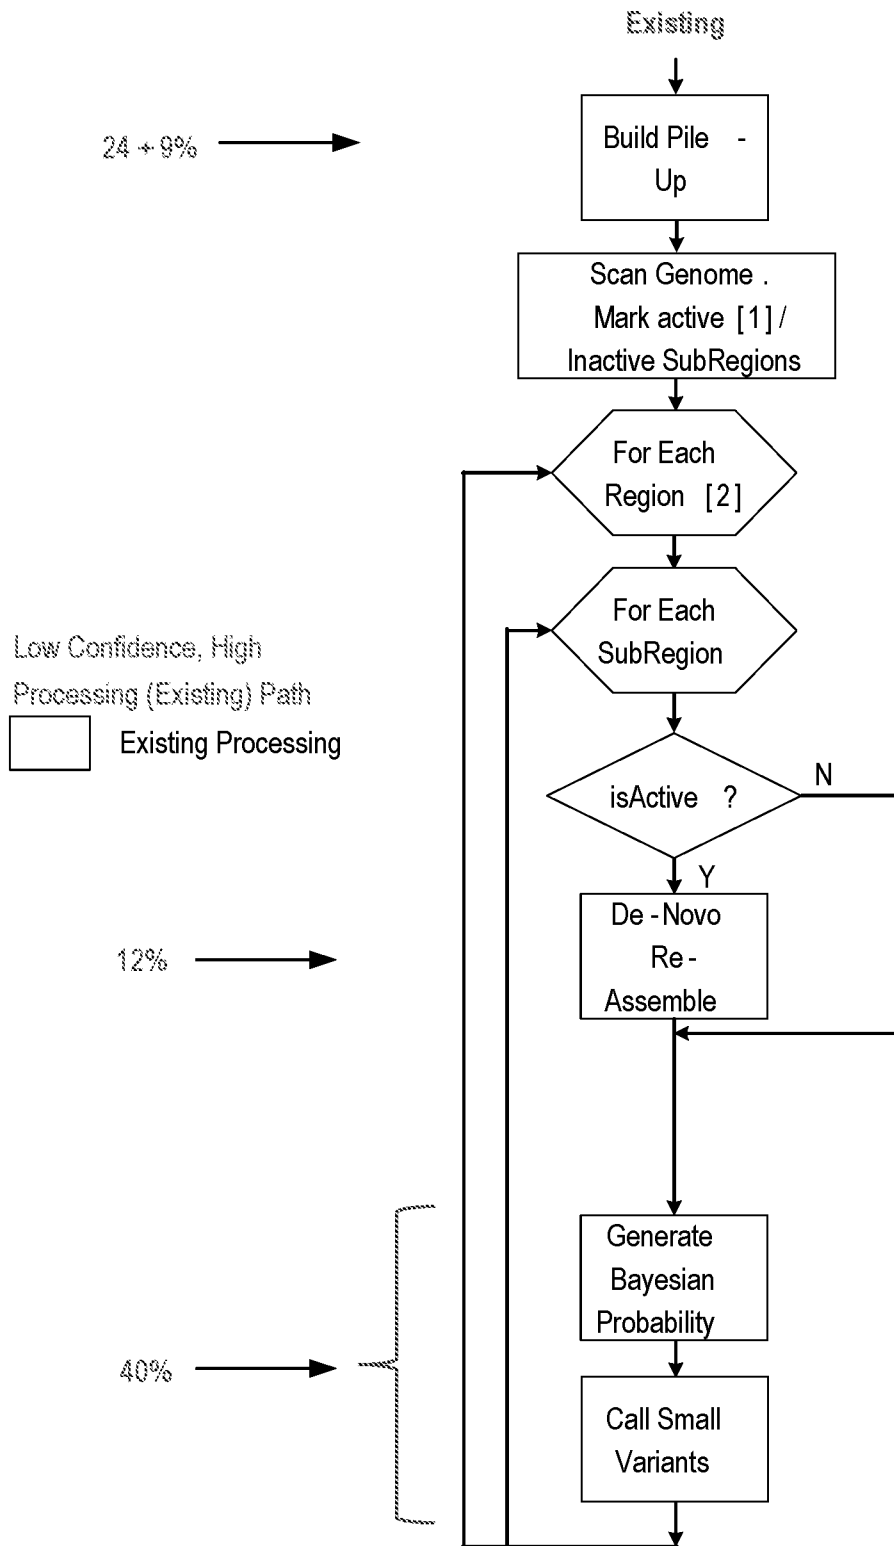 Existing
24 + 9%
Build Pile -
Up
Scan Genome .
Mark active [1] /
Inactive SubRegions
For Each
Region [2]
For Each
SubRegion
Low Confidence, High
Processing (Existing) Path
Existing Processing
isActive ?
N
Y
De -Novo
Re -
Assemble
12%
Generate
Bayesian
Probability
40%
Call Small
Variants